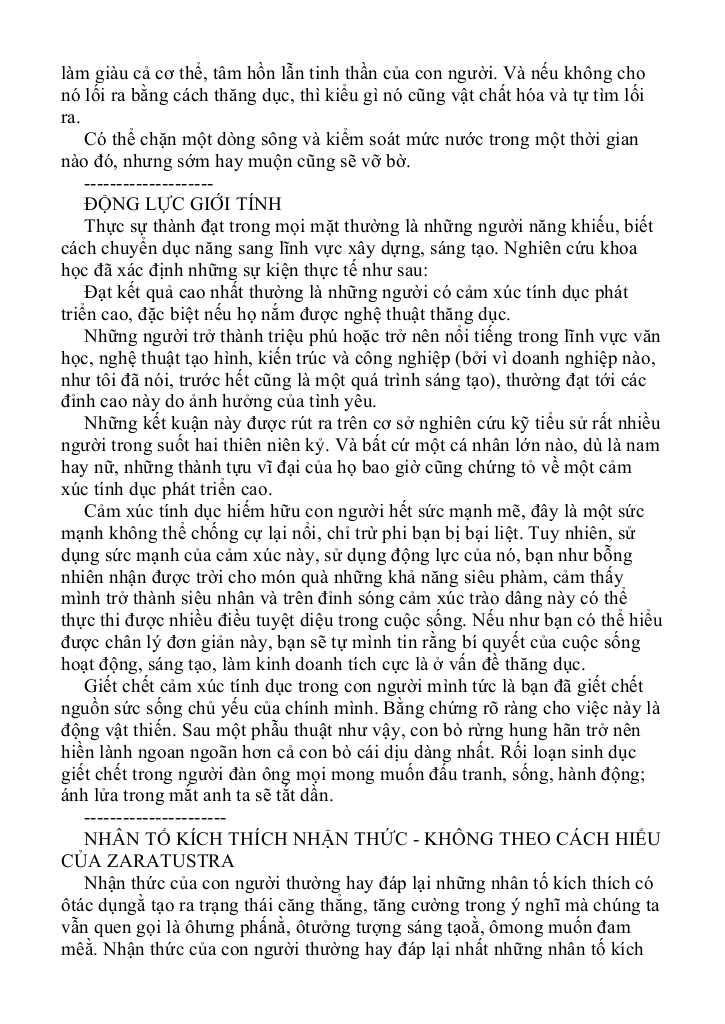 làm giàu cả cơ thể, tâm hồn lẫn tinh thần của con người. Và nếu không cho
nó lối ra bằng cách thăng dục, thì kiểu gì nó cũng vật chất hóa và tự tìm lối
ra.
Có thể chặn một dòng sông và kiểm soát mức nước trong một thời gian
nào đó, nhưng sớm hay muộn cũng sẽ vỡ bờ.
--------------------
ĐỘNG LỰC GIỚI TÍNH
Thực sự thành đạt trong mọi mặt thường là những người năng khiếu, biết
cách chuyển dục năng sang lĩnh vực xây dựng, sáng tạo. Nghiên cứu khoa
học đã xác định những sự kiện thực tế như sau:
Đạt kết quả cao nhất thường là những người có cảm xúc tính dục phát
triển cao, đặc biệt nếu họ nắm được nghệ thuật thăng dục.
Những người trở thành triệu phú hoặc trở nên nổi tiếng trong lĩnh vực văn
học, nghệ thuật tạo hình, kiến trúc và công nghiệp (bởi vì doanh nghiệp nào,
như tôi đã nói, trước hết cũng là một quá trình sáng tạo), thường đạt tới các
đỉnh cao này do ảnh hưởng của tình yêu.
Những kết kuận này được rút ra trên cơ sở nghiên cứu kỹ tiểu sử rất nhiều
người trong suốt hai thiên niên kỷ. Và bất cứ một cá nhân lớn nào, dù là nam
hay nữ, những thành tựu vĩ đại của họ bao giờ cũng chứng tỏ về một cảm
xúc tính dục phát triển cao.
Cảm xúc tính dục hiếm hữu con người hết sức mạnh mẽ, đây là một sức
mạnh không thể chống cự lại nổi, chỉ trừ phi bạn bị bại liệt. Tuy nhiên, sử
dụng sức mạnh của cảm xúc này, sử dụng động lực của nó, bạn như bỗng
nhiên nhận được trời cho món quà những khả năng siêu phàm, cảm thấy
mình trở thành siêu nhân và trên đỉnh sóng cảm xúc trào dâng này có thể
thực thi được nhiều điều tuyệt diệu trong cuộc sống. Nếu như bạn có thể hiểu
được chân lý đơn giản này, bạn sẽ tự mình tin rằng bí quyết của cuộc sống
hoạt động, sáng tạo, làm kinh doanh tích cực là ở vấn đề thăng dục.
Giết chết cảm xúc tính dục trong con người mình tức là bạn đã giết chết
nguồn sức sống chủ yếu của chính mình. Bằng chứng rõ ràng cho việc này là
động vật thiến. Sau một phẫu thuật như vậy, con bò rừng hung hãn trở nên
hiền lành ngoan ngoãn hơn cả con bò cái dịu dàng nhất. Rối loạn sinh dục
giết chết trong người đàn ông mọi mong muốn đấu tranh, sống, hành động;
ánh lửa trong mắt anh ta sẽ tắt dần.
----------------------
NHÂN TỐ KÍCH THÍCH NHẬN THỨC - KHÔNG THEO CÁCH HIỂU
CỦA ZARATUSTRA
Nhận thức của con người thường hay đáp lại những nhân tố kích thích có
ôtác dụngằ tạo ra trạng thái căng thẳng, tăng cường trong ý nghĩ mà chúng ta
vẫn quen gọi là ôhưng phấnằ, ôtưởng tượng sáng tạoằ, ômong muốn đam
mêằ. Nhận thức của con người thường hay đáp lại nhất những nhân tố kích